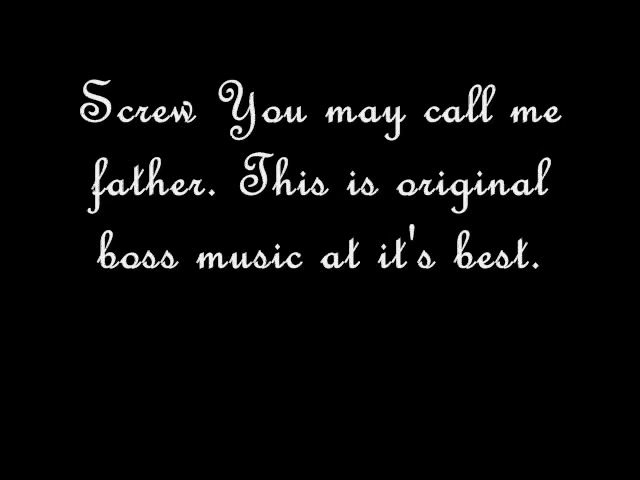 Screw You may call me
father. This is original
boss music at it's best.